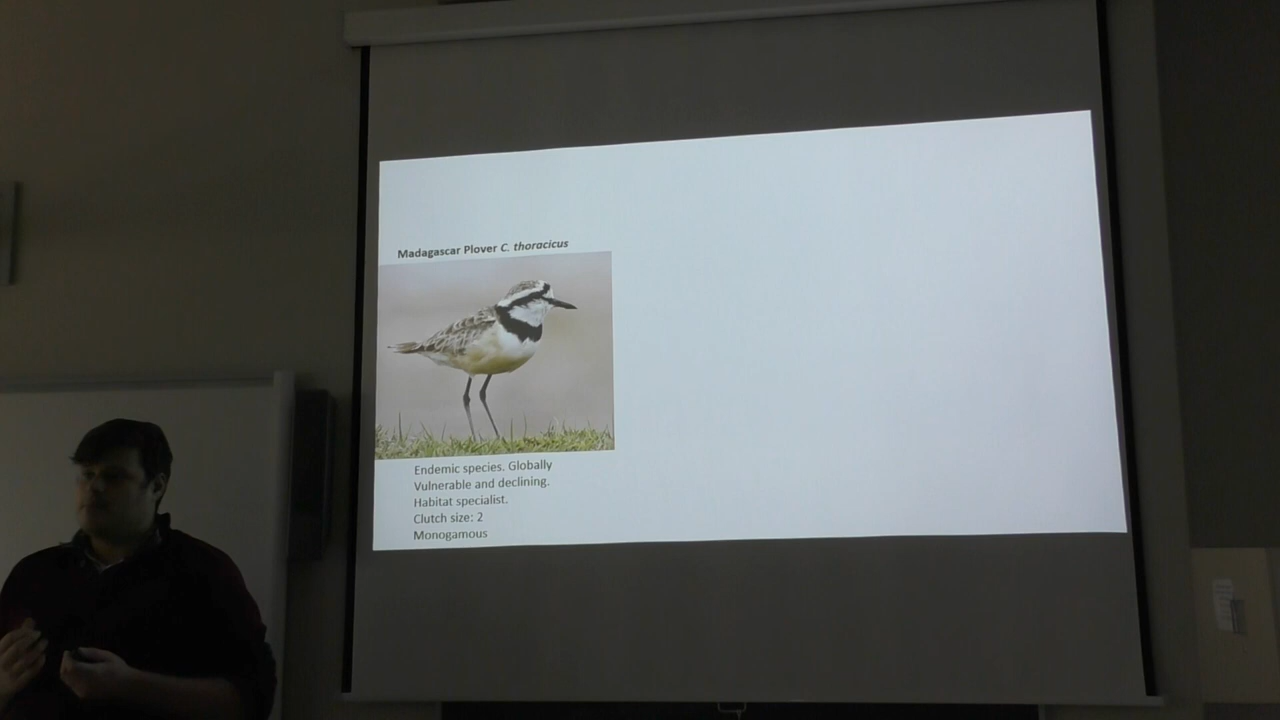 Madagascar Plover C. thoracicus
Endemic species. Globally
Vulnerable and declining.
Habitat specialist.
Clutch size: 2
Monogamous